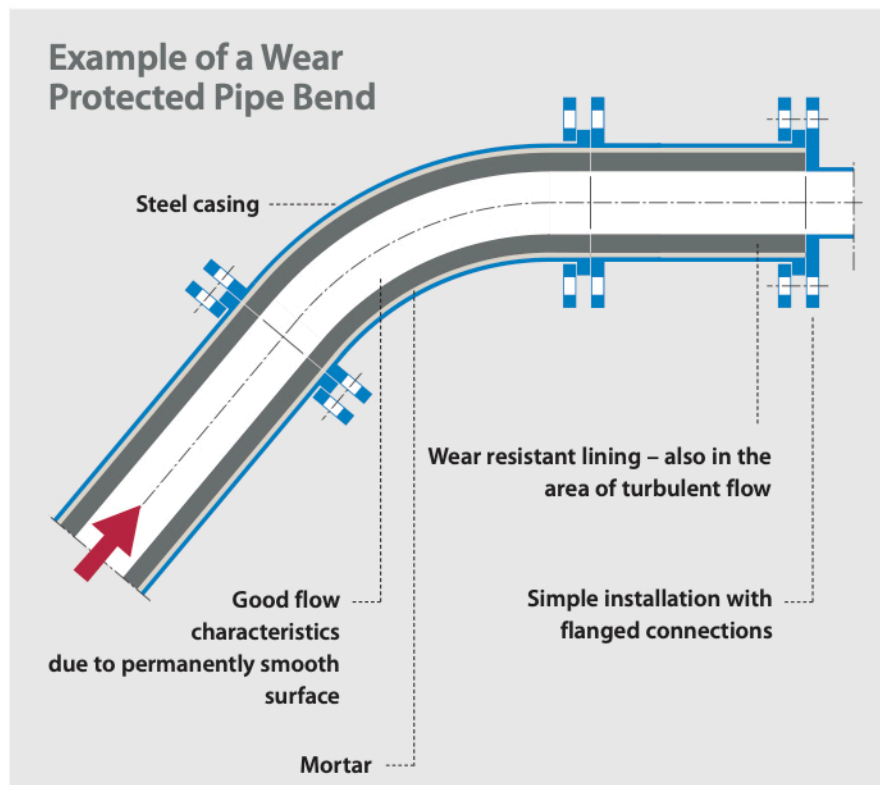 Example of a Wear
Protected Pipe Bend
Steel casing
Wear resistant lining – also in the
area of turbulent flow
Good flow
characteristics
due to permanently smooth
surface
Simple installation with
flanged connections
Mortar